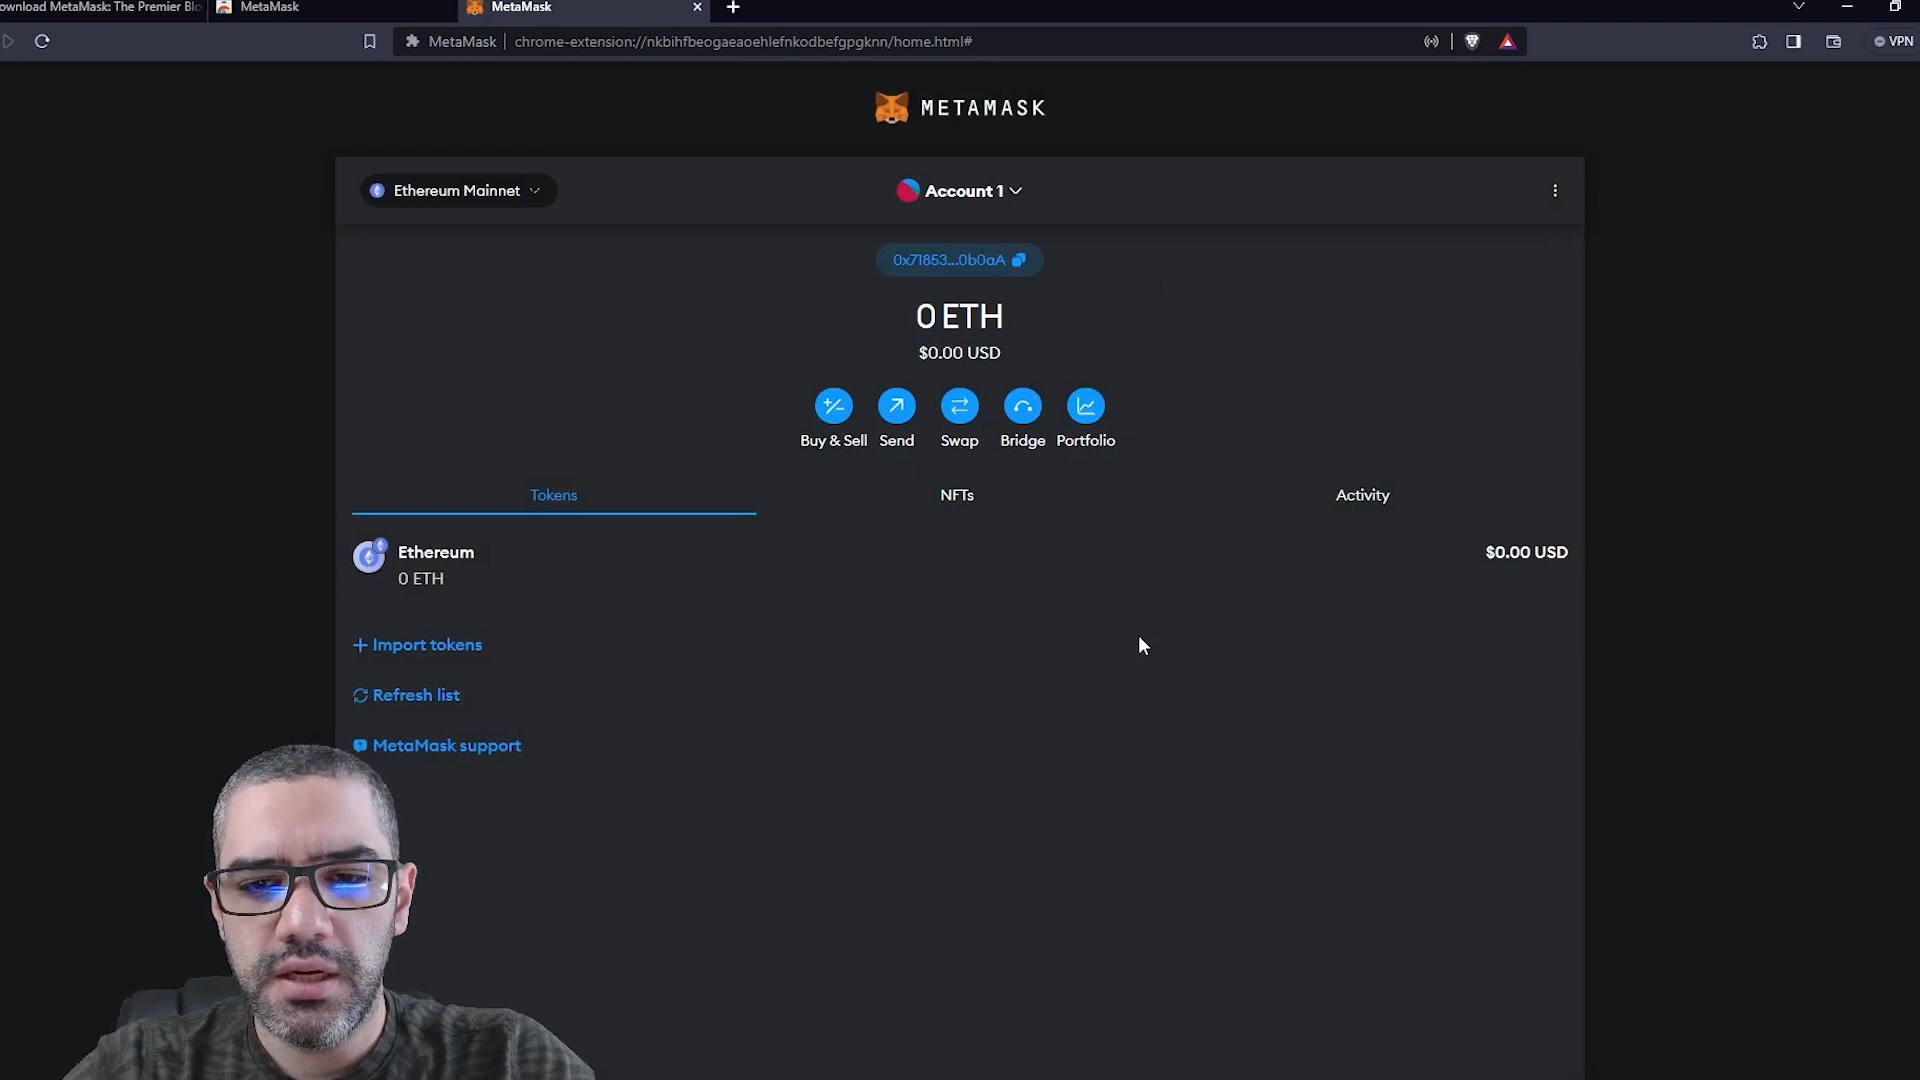 ownload MetaMask: The Premier Blo
MetaMask
MetaMask
MetaMask
chrome-extension://nkbihfbeogaeaoehlefnkodbefgpgknn/home.html#
VPN
METAMASK
Ethereum Mainnet
Account 1
0x71853...0b0aA
0 ETH
$0.00 USD
Buy & Sell
Send
Swap
Bridge
Portfolio
Tokens
NFTs
Activity
Ethereum
$0.00 USD
0 ETH
Import tokens
Refresh list
MetaMask support